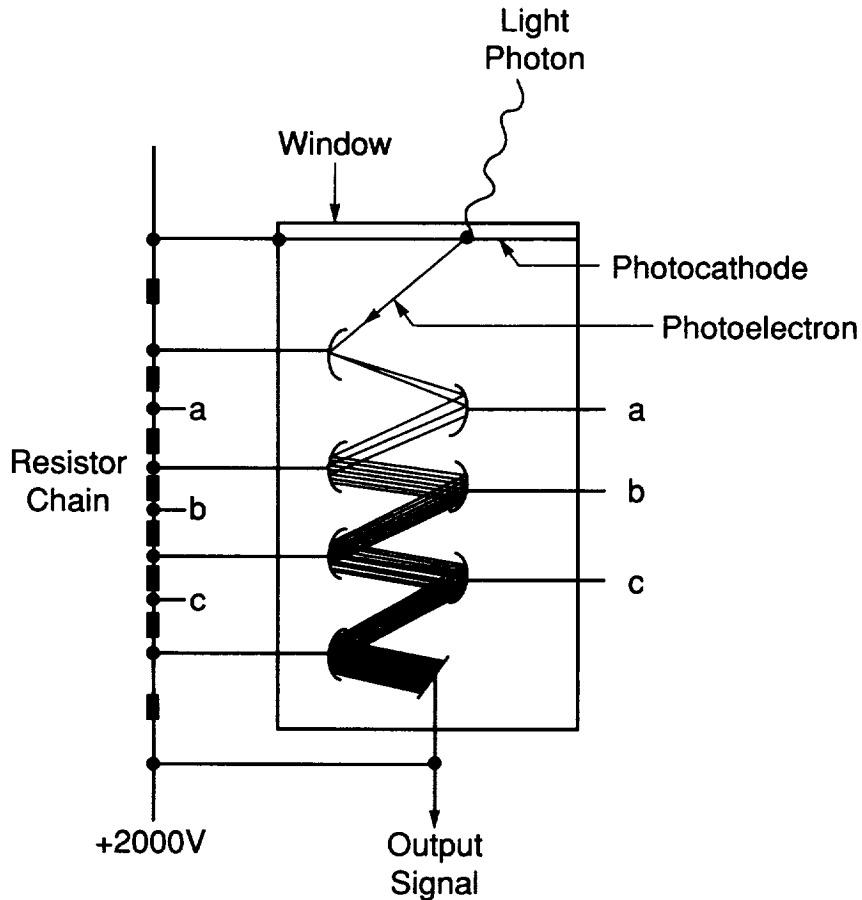 Light
Photon
Window
Photocathode
Photoelectron
a
a
Resistor
Chain
b
b
c
c
+2000V
Output
Signal